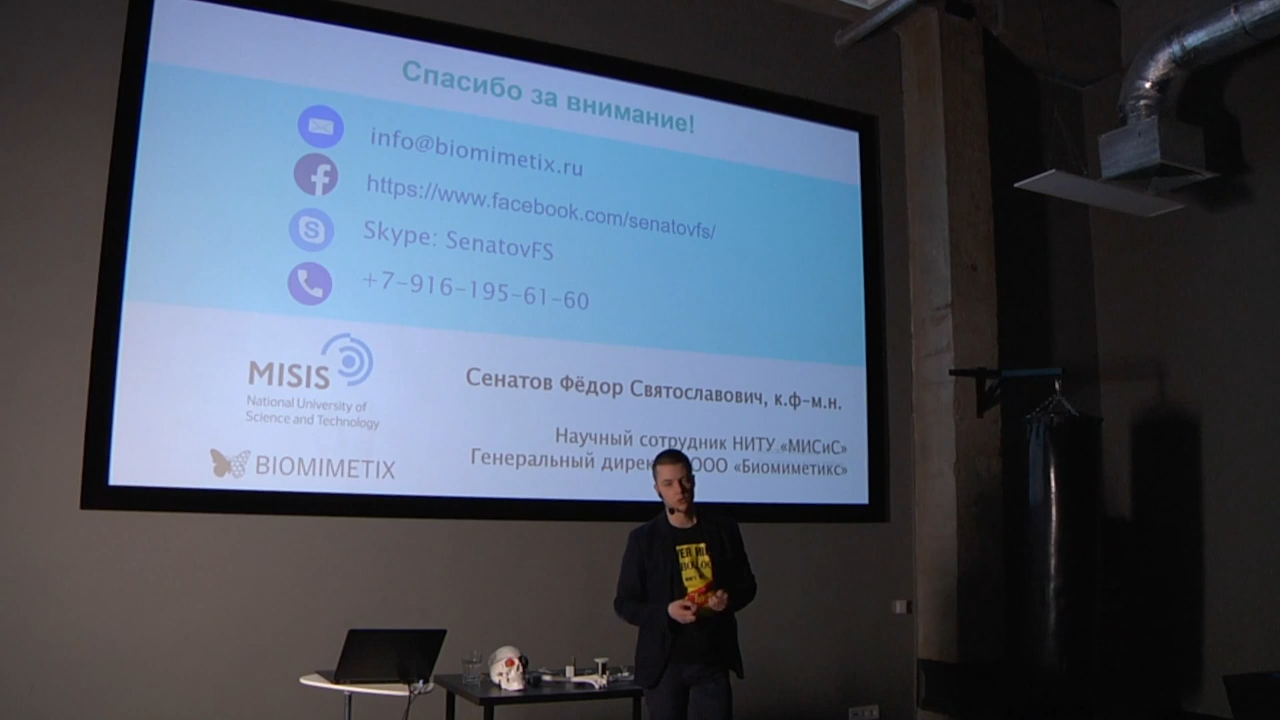 Спасибо за внимание!
info@biomimetix.ru
https://www.facebook.com/senatovfs/
Skype: SenatovFS
+7-916-195-61-60
MISIS
National University of
Science and Technology
Сенатов Фёдор Святославович, к.ф-м.н.
Научный сотрудник НИТУ «МИСиС»
Генеральный ООО «Биомиметикс»
BIOMIMETIX